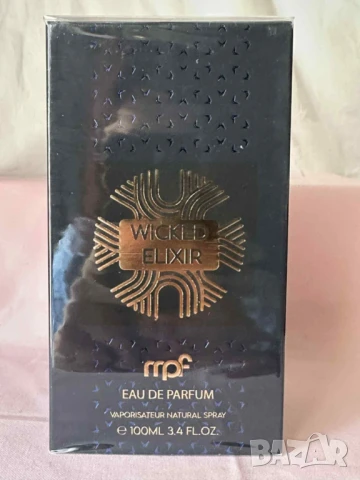 WICKED
ELIXIR
mpf
EAU DE PARFUM
VAPORISATEUR NATURAL SPRAY
℮ 100ML 3.4 FL.OZ.
BAZAR